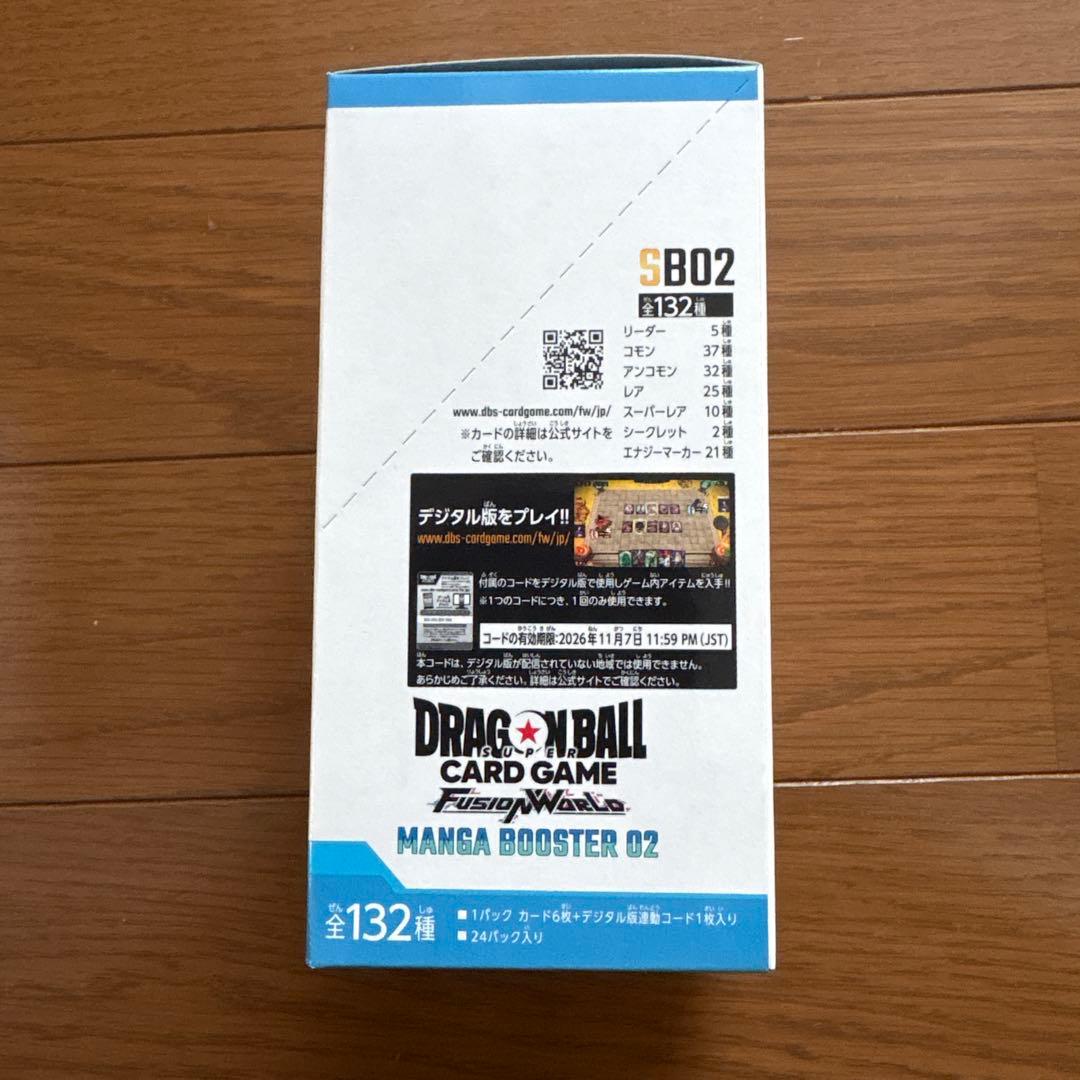 SB02
全132種
リーダー 5種
コモン 37種
アンコモン 32種
レア 25種
スーパーレア 10種
シークレット 2種
エナジーマーカー 21種
www.dbs-cardgame.com/fw/jp/
※カードの詳細は公式サイトを
ご確認ください。
デジタル版をプレイ!!
www.dbs-cardgame.com/fw/jp/
付属のコードをデジタル版で使用しゲーム内アイテムを入手!!
※1つのコードにつき、1回のみ使用できます。
コードの有効期限:2026年11月7日 11:59 PM (JST)
本コードは、デジタル版が配信されていない地域では使用できません。
あらかじめご了承ください。詳細は公式サイトでご確認ください。
DRAGON BALL
SUPER
CARD GAME
FUSION WORLD
MANGA BOOSTER 02
全132種
■1パック カード6枚+デジタル版連動コード1枚入り
■24パック入り